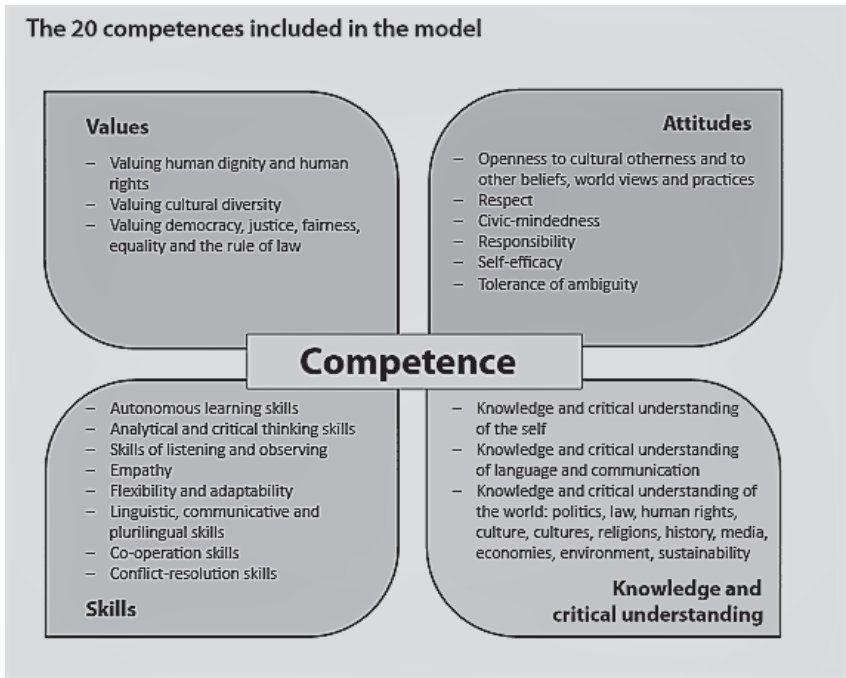 The 20 competences included in the model
Values
– Valuing human dignity and human
rights
– Valuing cultural diversity
– Valuing democracy, justice, fairness,
equality and the rule of law
Attitudes
– Openness to cultural otherness and to
other beliefs, world views and practices
– Respect
– Civic-mindedness
– Responsibility
– Self-efficacy
– Tolerance of ambiguity
Competence
– Autonomous learning skills
– Analytical and critical thinking skills
– Skills of listening and observing
– Empathy
– Flexibility and adaptability
– Linguistic, communicative and
plurilingual skills
– Co-operation skills
– Conflict-resolution skills
Skills
– Knowledge and critical understanding
of the self
– Knowledge and critical understanding
of language and communication
– Knowledge and critical understanding of
the world: politics, law, human rights,
culture, cultures, religions, history, media,
economies, environment, sustainability
Knowledge and
critical understanding